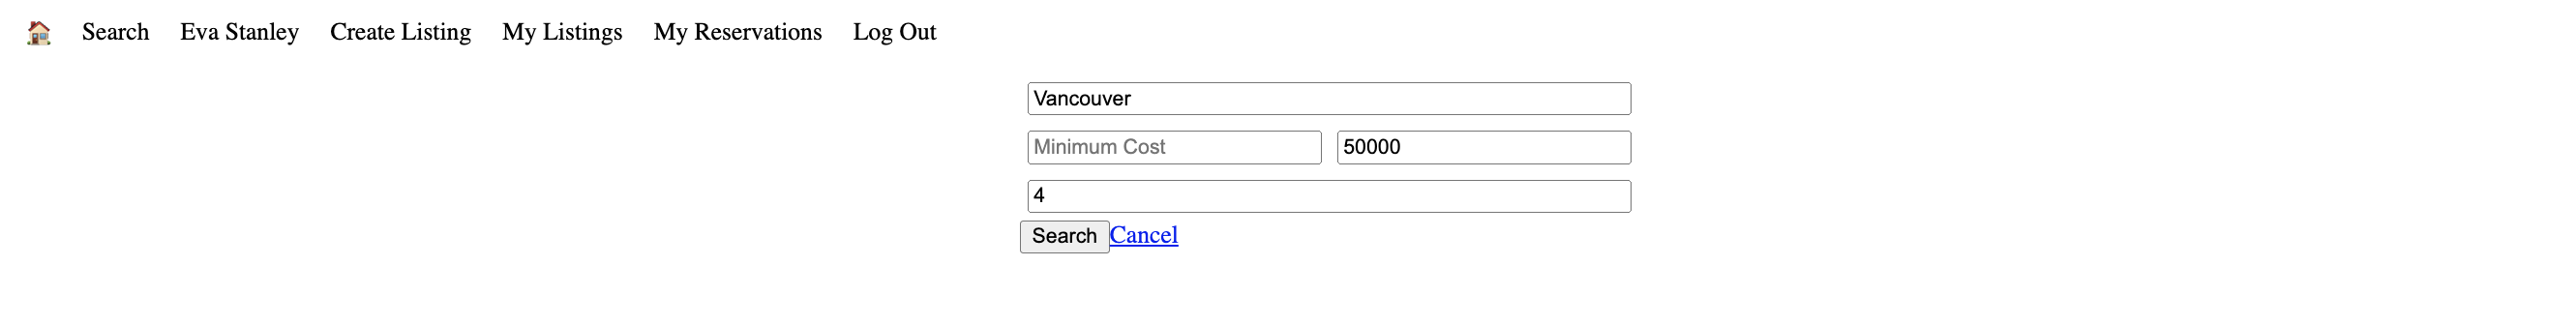 Search Eva Stanley Create Listing My Listings My Reservations Log Out
Vancouver
Minimum Cost 50000
4
Search Cancel